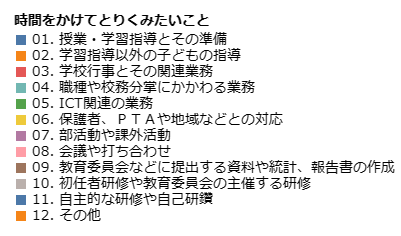 時間をかけてとりくみたいこと
01. 授業・学習指導とその準備
02. 学習指導以外の子どもの指導
03. 学校行事とその関連業務
04. 職種や校務分掌にかかわる業務
05. ICT関連の業務
06. 保護者、ＰＴＡや地域などとの対応
07. 部活動や課外活動
08. 会議や打ち合わせ
09. 教育委員会などに提出する資料や統計、報告書の作成
10. 初任者研修や教育委員会の主催する研修
11. 自主的な研修や自己研鑽
12. その他